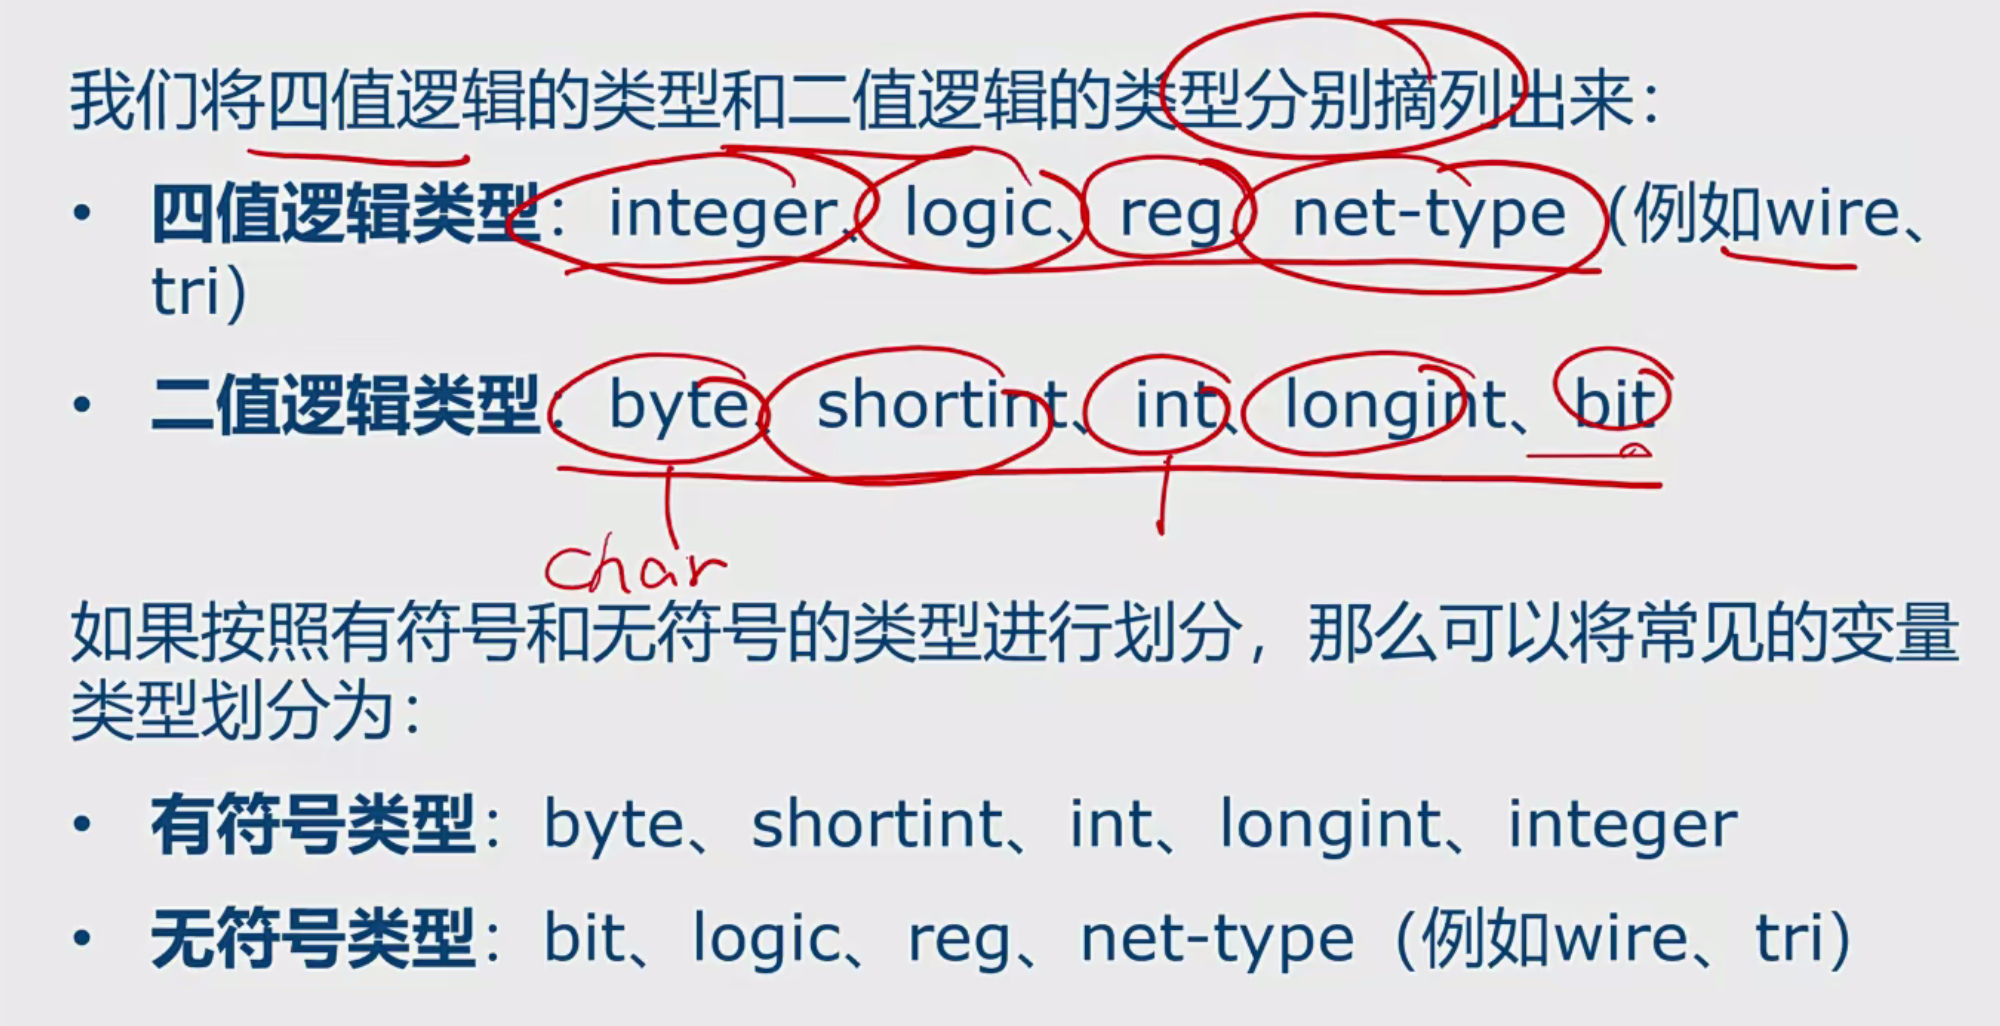 我们将四值逻辑的类型和二值逻辑的类型分别摘列出来：
• 四值逻辑类型：integer、logic、reg、net-type（例如wire、
tri）
• 二值逻辑类型：byte、shortint、int、longint、bit
char
如果按照有符号和无符号的类型进行划分，那么可以将常见的变量
类型划分为：
• 有符号类型：byte、shortint、int、longint、integer
• 无符号类型：bit、logic、reg、net-type（例如wire、tri）